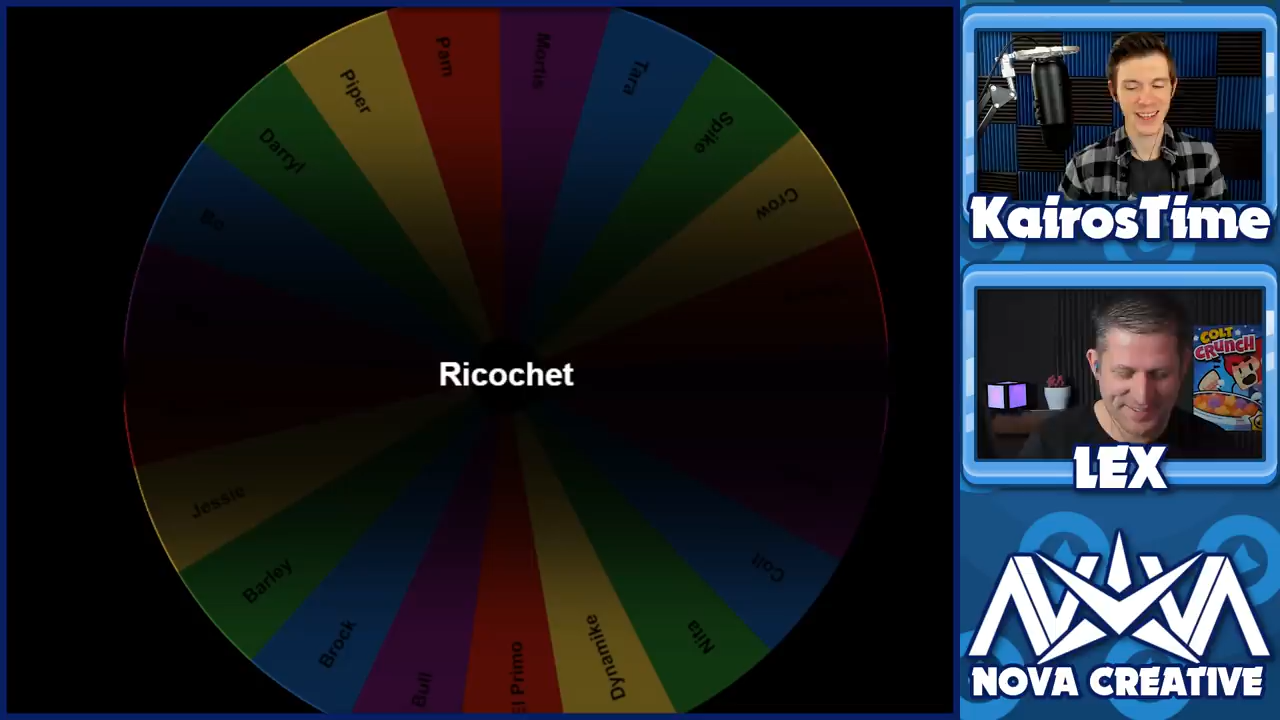 Pam
Mortis
Tara
Piper
Spike
Darryl
Crow
Bo
Ricochet
Jessie
Barley
Colt
Brock
Nita
Dynamike
El Primo
Bull
KairosTime
COLT
CRUNCH
LEX
NOVA CREATIVE